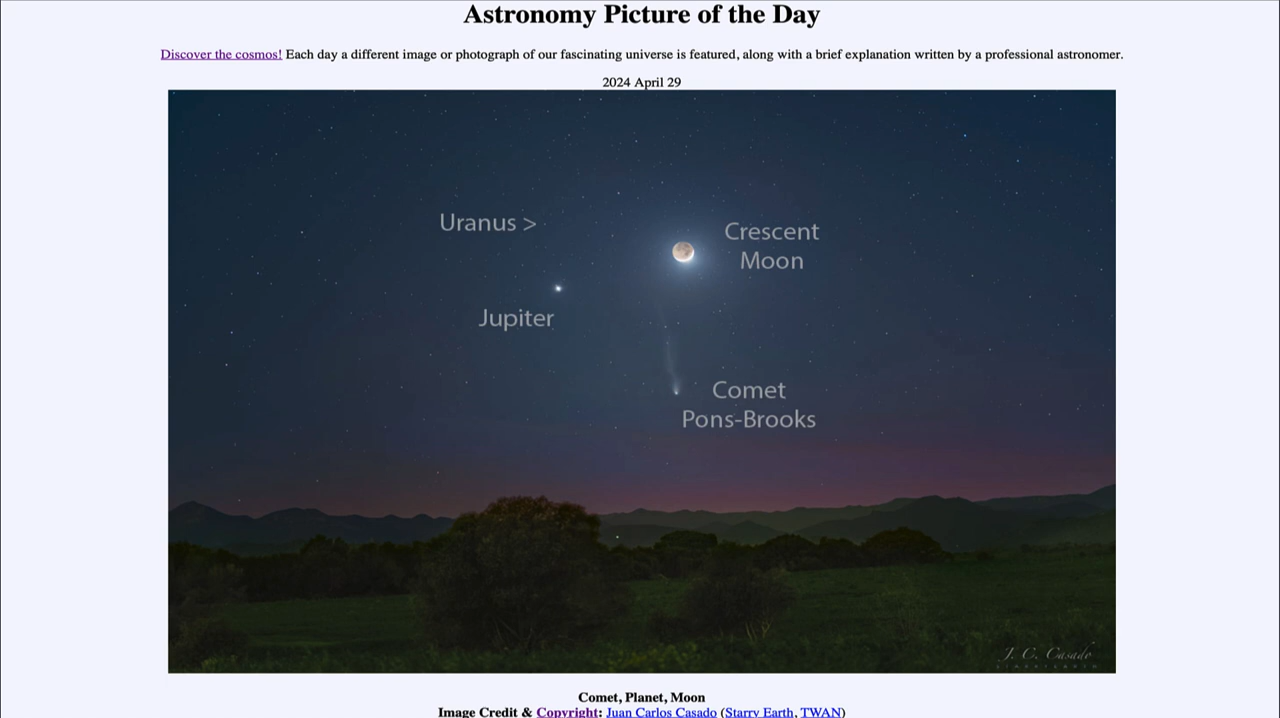 Astronomy Picture of the Day
Discover the cosmos! Each day a different image or photograph of our fascinating universe is featured, along with a brief explanation written by a professional astronomer.
2024 April 29
Uranus >
Crescent
Moon
Jupiter
Comet
Pons-Brooks
J. C. Casado
Comet, Planet, Moon
Image Credit & Copyright: Juan Carlos Casado (Starry Earth, TWAN)